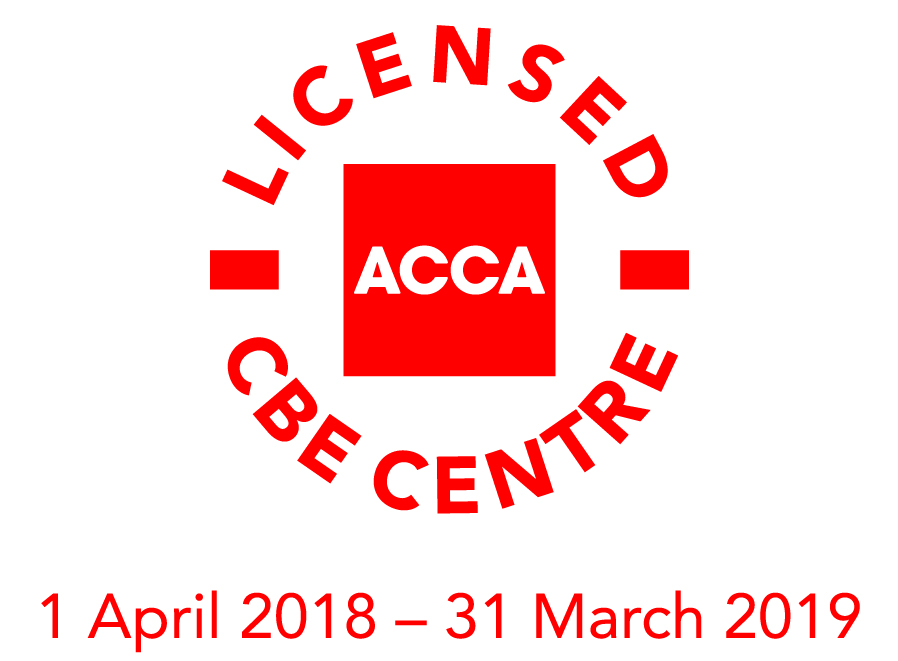 LICENSED
ACCA
CBE CENTRE
1 April 2018 – 31 March 2019